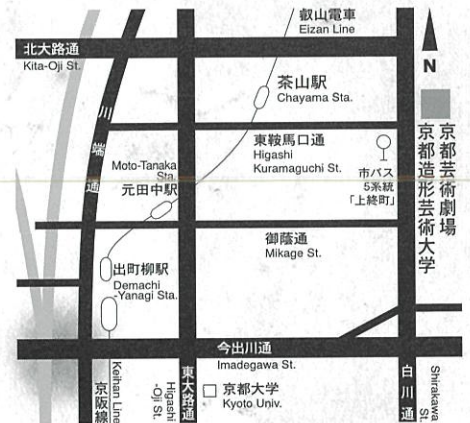 叡山電車
Eizan Line
北大路通
Kita-Oji St.
N
茶山駅
Chayama Sta.
川端通
東鞍馬口通
Higashi
Kuramaguchi St.
市バス
5系統
「上終町」
京都芸術劇場
京都造形芸術大学
Moto-Tanaka
Sta.
元田中駅
御蔭通
Mikage St.
出町柳駅
Demachi
-Yanagi Sta.
今出川通
Imadegawa St.
Keihan Line
京阪線
Higashi
-Oji St.
東大路通
京都大学
Kyoto Univ.
白川通
Shirakawa
St.